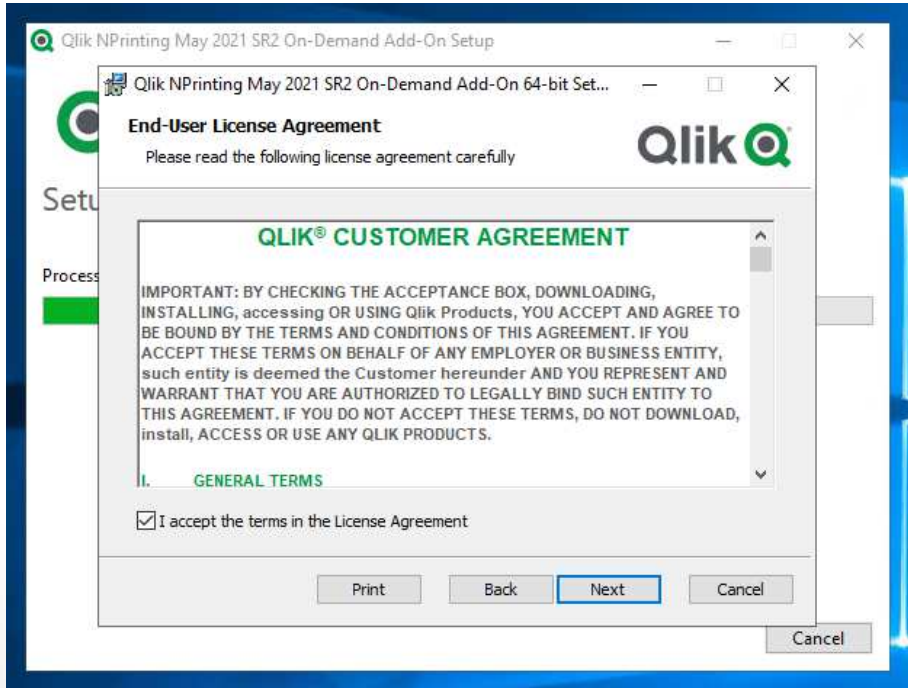 Qlik NPrinting May 2021 SR2 On-Demand Add-On Setup
Qlik NPrinting May 2021 SR2 On-Demand Add-On 64-bit Set...
End-User License Agreement
Please read the following license agreement carefully
Qlik
Setu
QLIK® CUSTOMER AGREEMENT
Process
IMPORTANT: BY CHECKING THE ACCEPTANCE BOX, DOWNLOADING,
INSTALLING, accessing OR USING Qlik Products, YOU ACCEPT AND AGREE TO
BE BOUND BY THE TERMS AND CONDITIONS OF THIS AGREEMENT. IF YOU
ACCEPT THESE TERMS ON BEHALF OF ANY EMPLOYER OR BUSINESS ENTITY,
such entity is deemed the Customer hereunder AND YOU REPRESENT AND
WARRANT THAT YOU ARE AUTHORIZED TO LEGALLY BIND SUCH ENTITY TO
THIS AGREEMENT. IF YOU DO NOT ACCEPT THESE TERMS, DO NOT DOWNLOAD,
install, ACCESS OR USE ANY QLIK PRODUCTS.
I. GENERAL TERMS
I accept the terms in the License Agreement
Print Back Next Cancel
Cancel